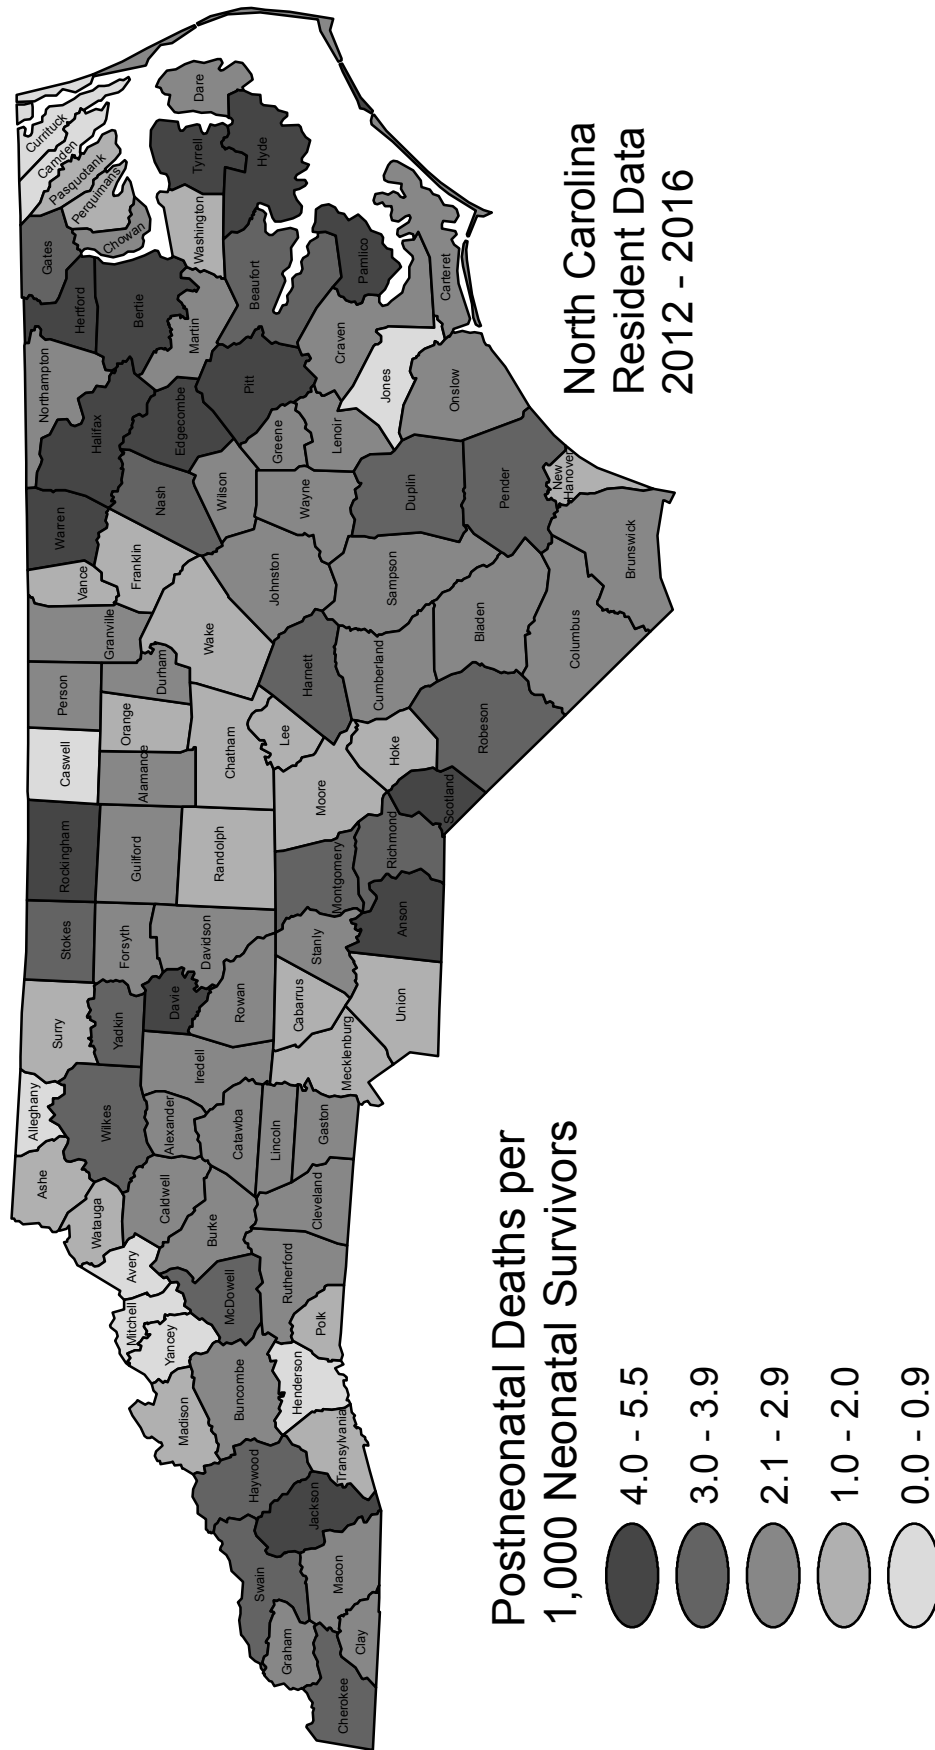 Cherokee
Graham
Clay
Swain
Macon
Jackson
Haywood
Transylvania
Madison
Buncombe
Henderson
Yancey
Mitchell
Avery
McDowell
Polk
Rutherford
Burke
Cleveland
Watauga
Caldwell
Ashe
Alleghany
Wilkes
Alexander
Catawba
Lincoln
Gaston
Surry
Yadkin
Iredell
Davie
Rowan
Mecklenburg
Cabarrus
Union
Stokes
Forsyth
Davidson
Stanly
Anson
Montgomery
Richmond
Rockingham
Guilford
Randolph
Moore
Scotland
Caswell
Alamance
Orange
Chatham
Lee
Hoke
Robeson
Person
Durham
Granville
Wake
Harnett
Cumberland
Bladen
Columbus
Brunswick
Vance
Franklin
Warren
Johnston
Sampson
Nash
Wilson
Wayne
Duplin
Pender
New
Hanover
Halifax
Northampton
Edgecombe
Pitt
Greene
Lenoir
Jones
Onslow
Hertford
Bertie
Martin
Beaufort
Craven
Pamlico
Carteret
Gates
Chowan
Perquimans
Pasquotank
Camden
Currituck
Washington
Tyrrell
Hyde
Dare
Postneonatal Deaths per
1,000 Neonatal Survivors
4.0 - 5.5
3.0 - 3.9
2.1 - 2.9
1.0 - 2.0
0.0 - 0.9
North Carolina
Resident Data
2012 - 2016